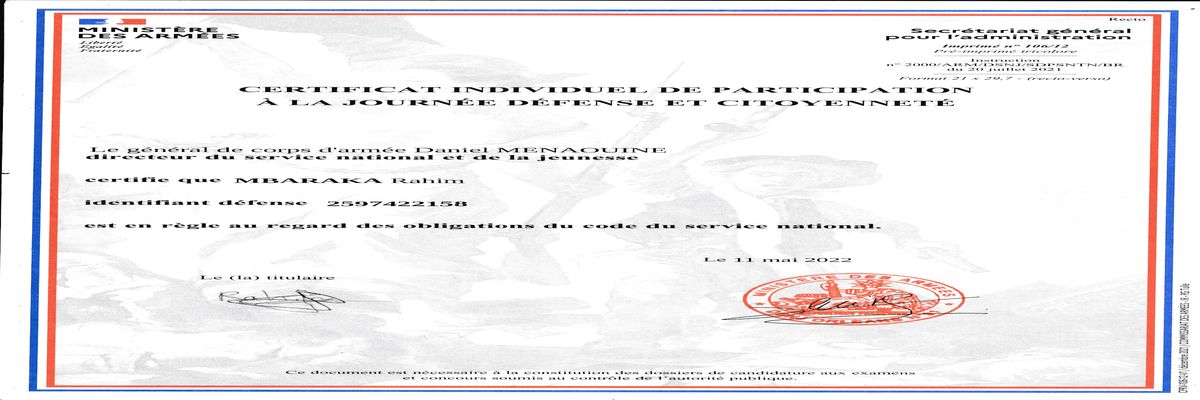 Recto
MINISTÈRE
DES ARMÉES
Liberté
Égalité
Fraternité
Secrétariat général
pour l'administration
Imprimé n° 106/12
Pré-imprimé tricolore
Instruction
n° 2000/ARM/DSNJ/SDPSNTN/BR
du 20 juillet 2021
Format 21 x 29,7 - (recto-verso)
CERTIFICAT INDIVIDUEL DE PARTICIPATION
À LA JOURNÉE DÉFENSE ET CITOYENNETÉ
Le général de corps d'armée Daniel MENAOUINE
directeur du service national et de la jeunesse
certifie que MBARAKA Rahim
identifiant défense 2597422158
est en règle au regard des obligations du code du service national.
Le 11 mai 2022
Le (la) titulaire
MINISTÈRE DES ARMÉES
Ce document est nécessaire à la constitution des dossiers de candidature aux examens
et concours soumis au contrôle de l'autorité publique.